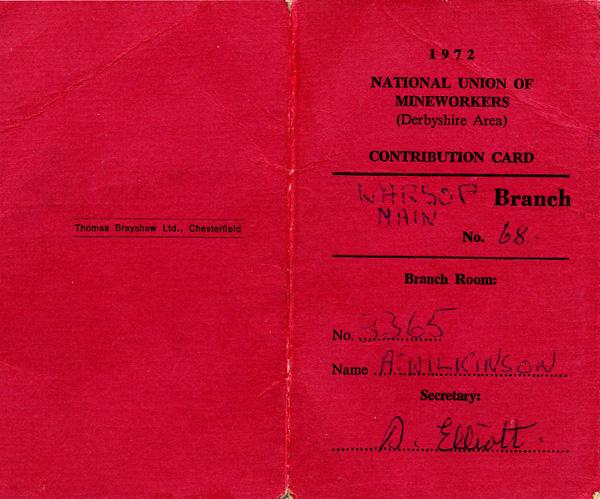 Thomas Brayshaw Ltd., Chesterfield
1972
NATIONAL UNION OF
MINEWORKERS
(Derbyshire Area)
CONTRIBUTION CARD
WARSOP Branch
MAIN
No. 68.
Branch Room:
No. 3365
Name A. WILKINSON
Secretary:
D. Elliott.